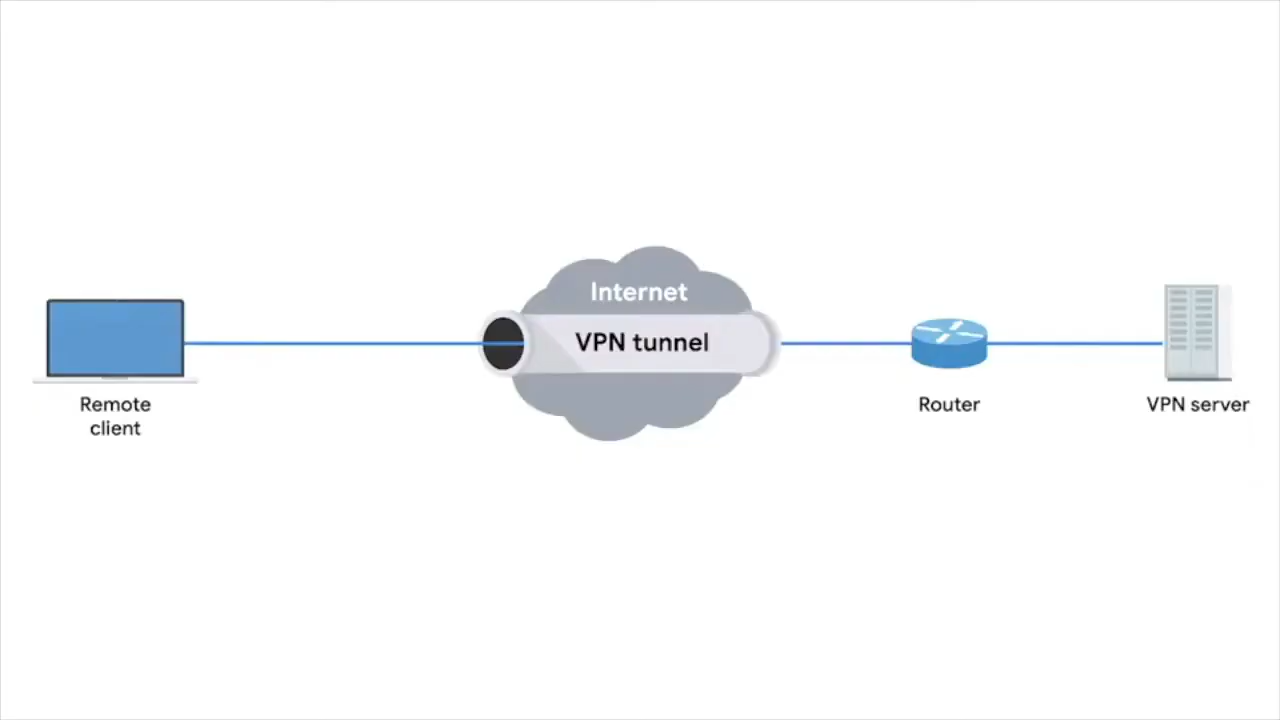 Internet
VPN tunnel
Remote
client
Router
VPN server